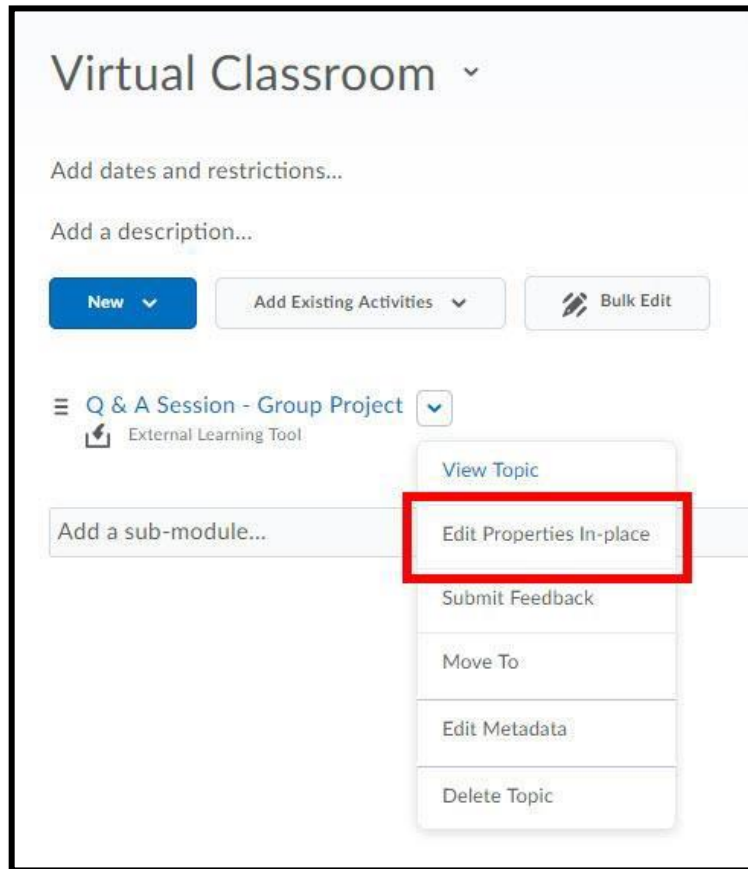 Virtual Classroom
Add dates and restrictions...
Add a description...
New
Add Existing Activities
Bulk Edit
Q & A Session - Group Project
External Learning Tool
View Topic
Add a sub-module...
Edit Properties In-place
Submit Feedback
Move To
Edit Metadata
Delete Topic